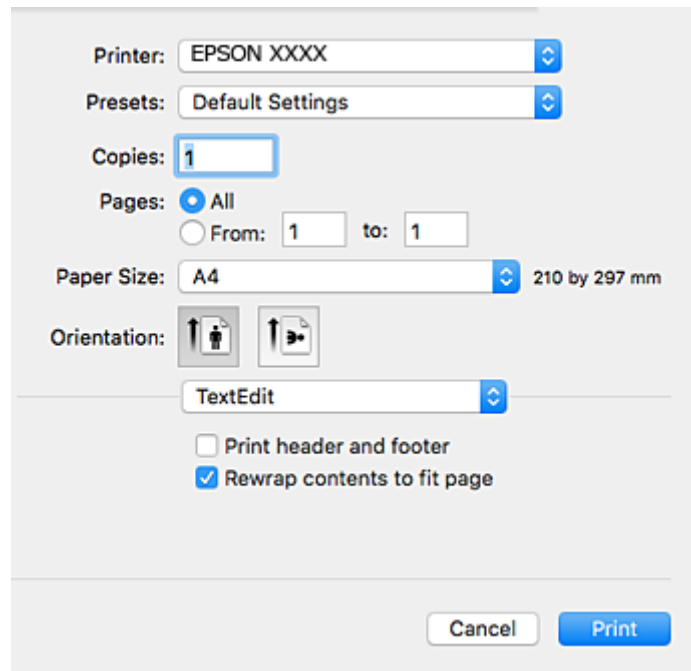 Printer: EPSON XXXX
Presets: Default Settings
Copies: 1
Pages: All
From: 1 to: 1
Paper Size: A4 210 by 297 mm
Orientation:
TextEdit
Print header and footer
Rewrap contents to fit page
Cancel Print